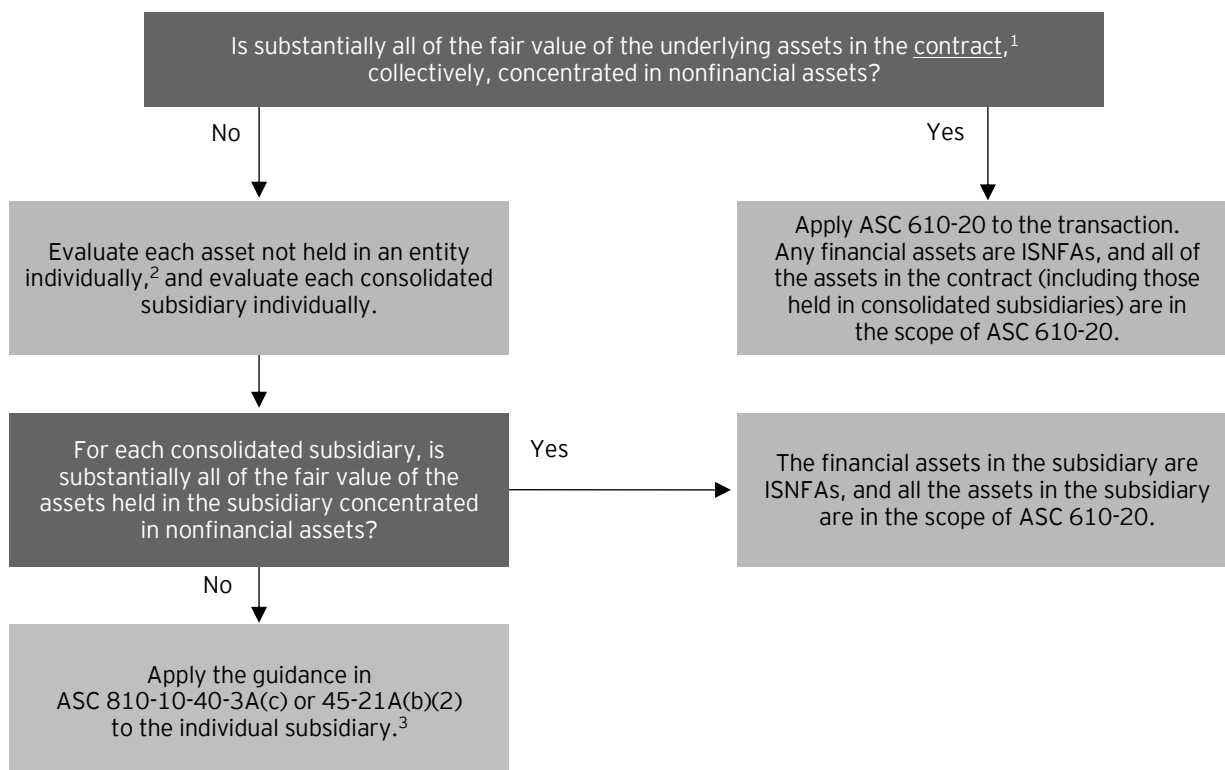 Is substantially all of the fair value of the underlying assets in the contract,1
collectively, concentrated in nonfinancial assets?
No
Yes
Evaluate each asset not held in an entity
individually,2 and evaluate each consolidated
subsidiary individually.
Apply ASC 610-20 to the transaction.
Any financial assets are ISNFAs, and all of
the assets in the contract (including those
held in consolidated subsidiaries) are in
the scope of ASC 610-20.
For each consolidated subsidiary, is
substantially all of the fair value of the
assets held in the subsidiary concentrated
in nonfinancial assets?
Yes
The financial assets in the subsidiary are
ISNFAs, and all the assets in the subsidiary
are in the scope of ASC 610-20.
No
Apply the guidance in
ASC 810-10-40-3A(c) or 45-21A(b)(2)
to the individual subsidiary.3